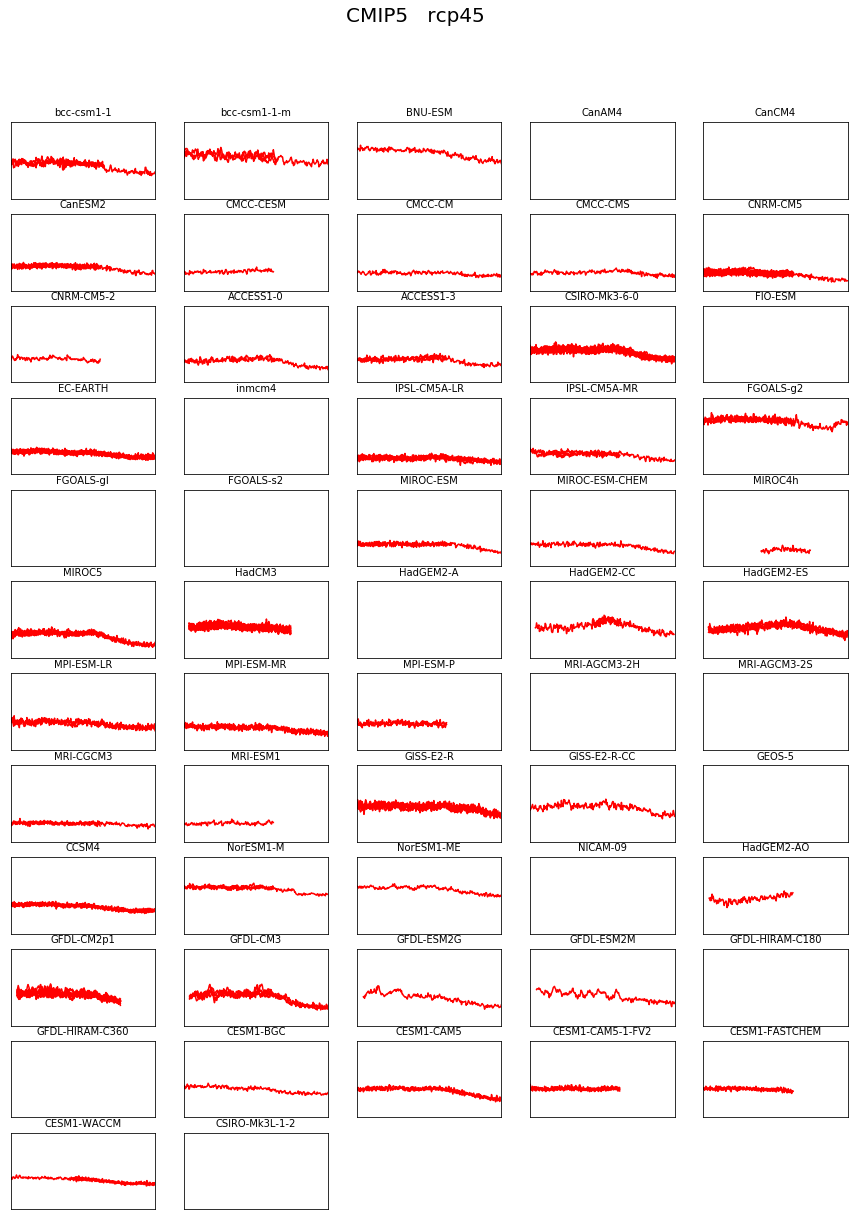 CMIP5   rcp45
bcc-csm1-1 bcc-csm1-1-m BNU-ESM CanAM4 CanCM4
CanESM2 CMCC-CESM CMCC-CM CMCC-CMS CNRM-CM5
CNRM-CM5-2 ACCESS1-0 ACCESS1-3 CSIRO-Mk3-6-0 FIO-ESM
EC-EARTH inmcm4 IPSL-CM5A-LR IPSL-CM5A-MR FGOALS-g2
FGOALS-gl FGOALS-s2 MIROC-ESM MIROC-ESM-CHEM MIROC4h
MIROC5 HadCM3 HadGEM2-A HadGEM2-CC HadGEM2-ES
MPI-ESM-LR MPI-ESM-MR MPI-ESM-P MRI-AGCM3-2H MRI-AGCM3-2S
MRI-CGCM3 MRI-ESM1 GISS-E2-R GISS-E2-R-CC GEOS-5
CCSM4 NorESM1-M NorESM1-ME NICAM-09 HadGEM2-AO
GFDL-CM2p1 GFDL-CM3 GFDL-ESM2G GFDL-ESM2M GFDL-HIRAM-C180
GFDL-HIRAM-C360 CESM1-BGC CESM1-CAM5 CESM1-CAM5-1-FV2 CESM1-FASTCHEM
CESM1-WACCM CSIRO-Mk3L-1-2